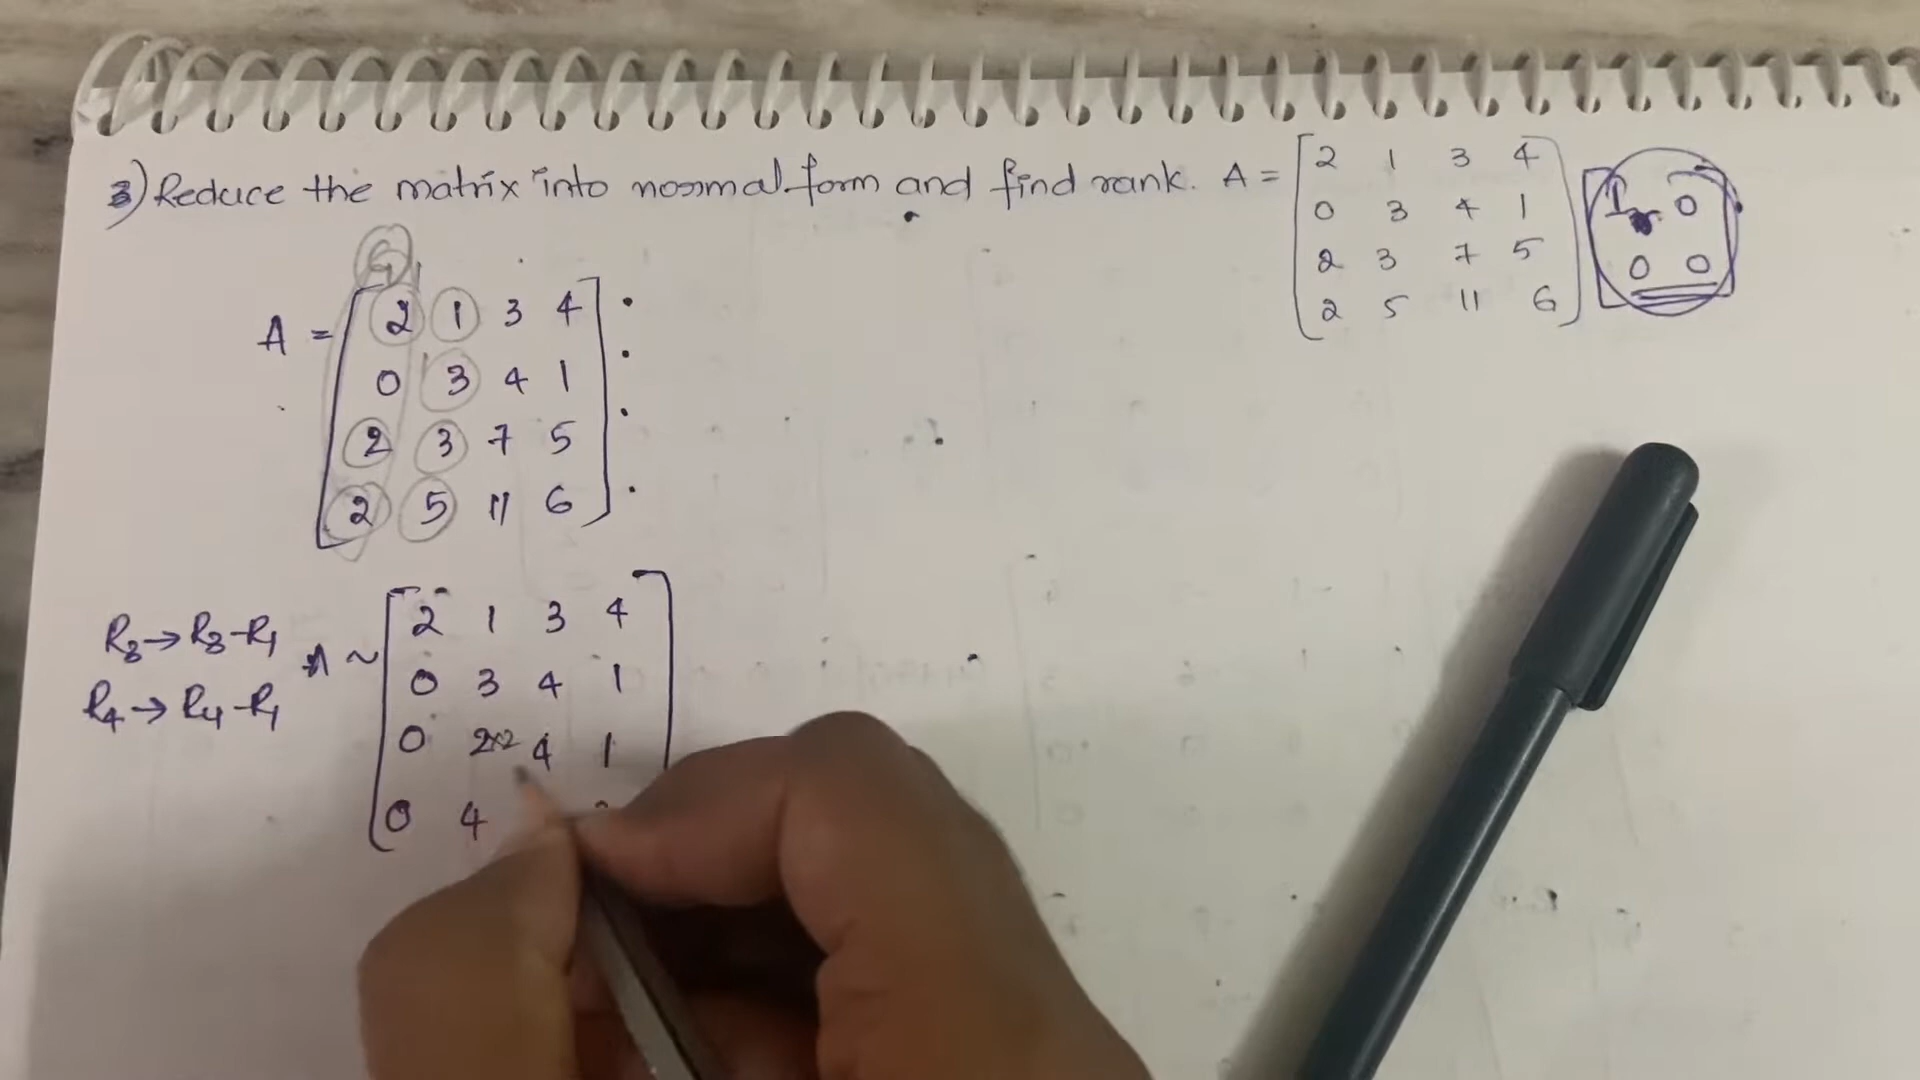 3) Reduce the matrix into normal form and find rank. A = [2 1 3 4
0 3 4 1
2 3 7 5
2 5 11 6]
[Ir 0
0 0]
A = [2 1 3 4
0 3 4 1
2 3 7 5
2 5 11 6]
R3→R3-R1
R4→R4-R1
A ~ [2 1 3 4
0 3 4 1
0 2×2 4 1
0 4